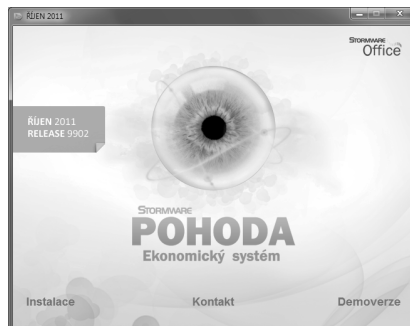 ŘÍJEN 2011
STORMWARE
Office
ŘÍJEN 2011
RELEASE 9902
STORMWARE
POHODA
Ekonomický systém
Instalace
Kontakt
Demoverze